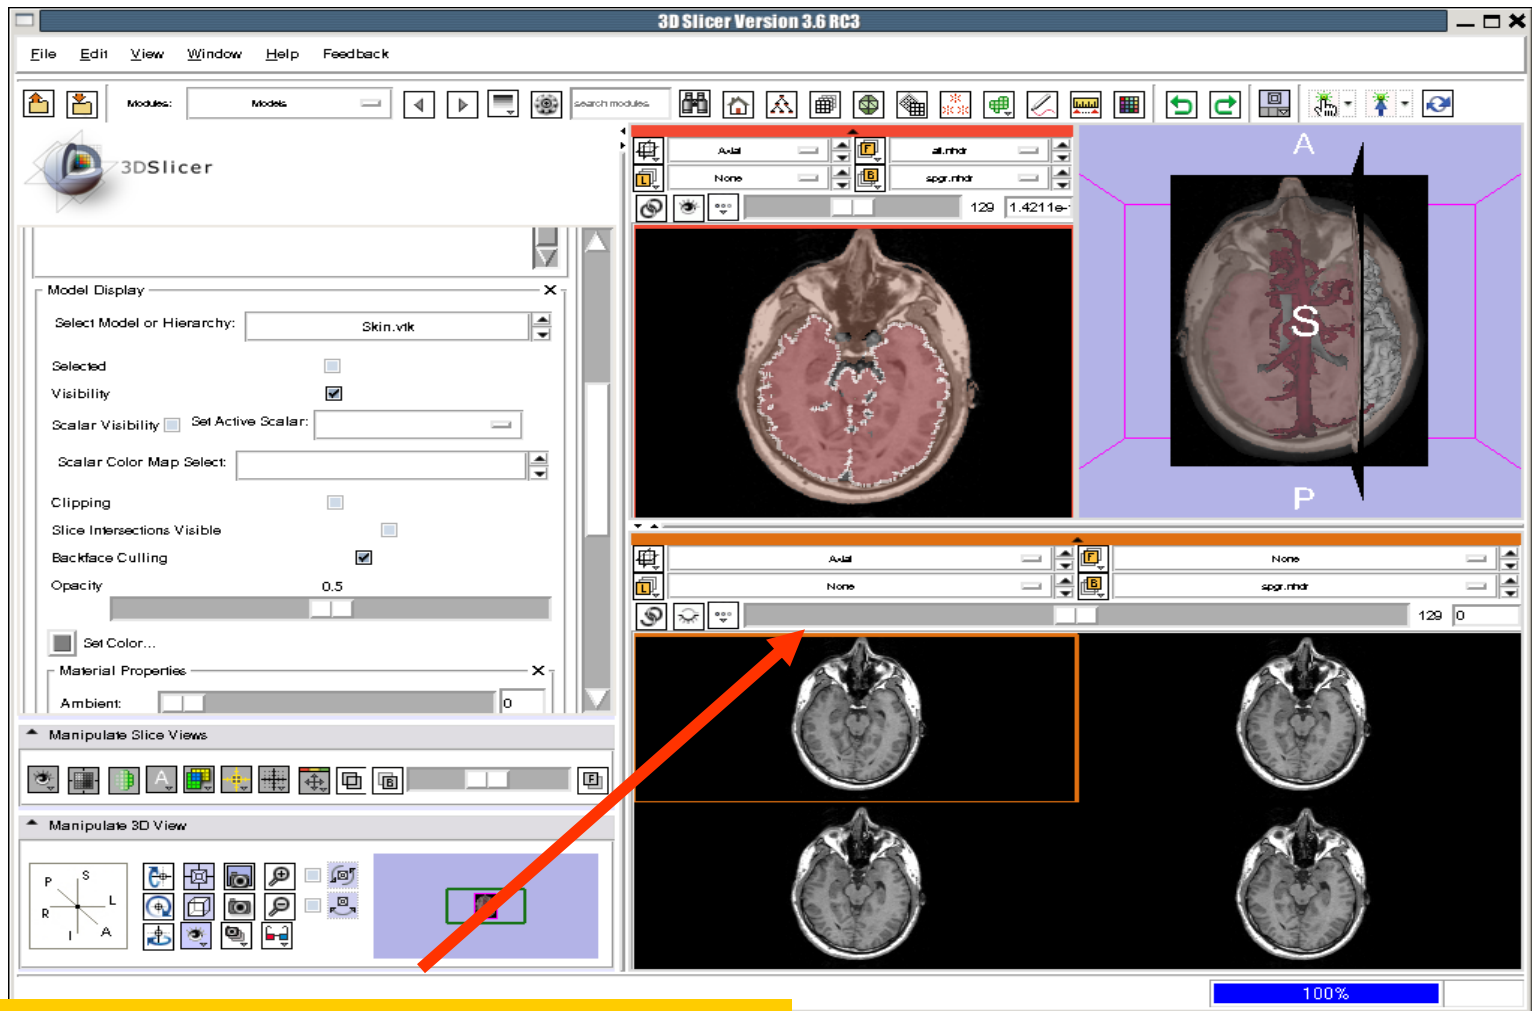 3D Slicer Version 3.6 RC3
File Edit View Window Help Feedback
Modules: Models search modules
3DSlicer
Model Display
Select Model or Hierarchy: Skin.vtk
Selected
Visibility
Scalar Visibility Set Active Scalar:
Scalar Color Map Select:
Clipping
Slice Intersections Visible
Backface Culling
Opacity 0.5
Set Color...
Material Properties
Ambient: 0
Manipulate Slice Views
A B F
Manipulate 3D View
P S
R L
I A
Axial F all.nhdr
L None B spgr.nhdr
129 1.4211e-
A
S
P
Axial F None
L None B spgr.nhdr
129 0
100%